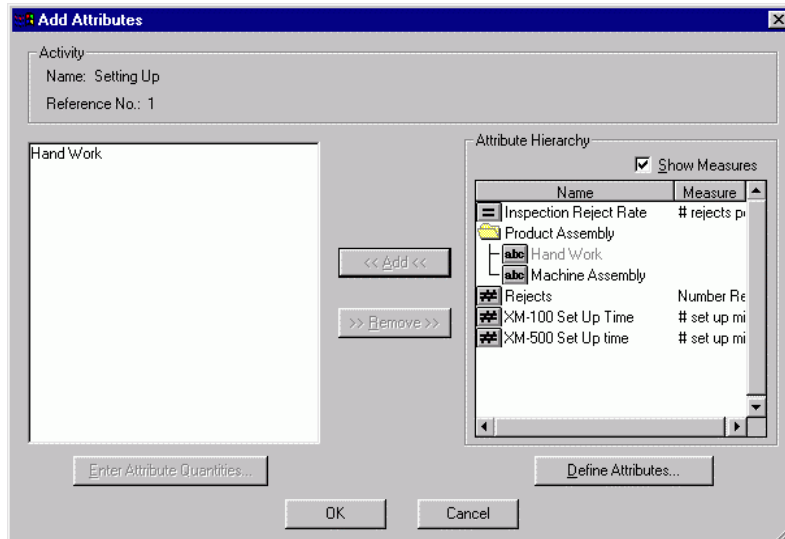 Add Attributes
Activity
Name: Setting Up
Reference No.: 1
Hand Work
<< Add <<
>> Remove >>
Enter Attribute Quantities...
Attribute Hierarchy
Show Measures
Name Measure
= Inspection Reject Rate # rejects p
Product Assembly
abc Hand Work
abc Machine Assembly
## Rejects Number Re
## XM-100 Set Up Time # set up mi
## XM-500 Set Up time # set up mi
Define Attributes...
OK Cancel